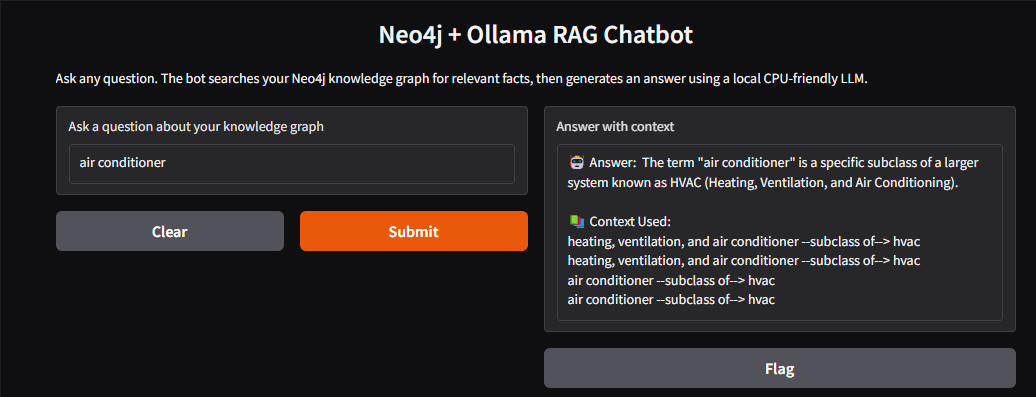 Neo4j + Ollama RAG Chatbot
Ask any question. The bot searches your Neo4j knowledge graph for relevant facts, then generates an answer using a local CPU-friendly LLM.
Ask a question about your knowledge graph
air conditioner
Clear
Submit
Answer with context
🤖 Answer:  The term "air conditioner" is a specific subclass of a larger
system known as HVAC (Heating, Ventilation, and Air Conditioning).
📚 Context Used:
heating, ventilation, and air conditioner --subclass of--> hvac
heating, ventilation, and air conditioner --subclass of--> hvac
air conditioner --subclass of--> hvac
air conditioner --subclass of--> hvac
Flag